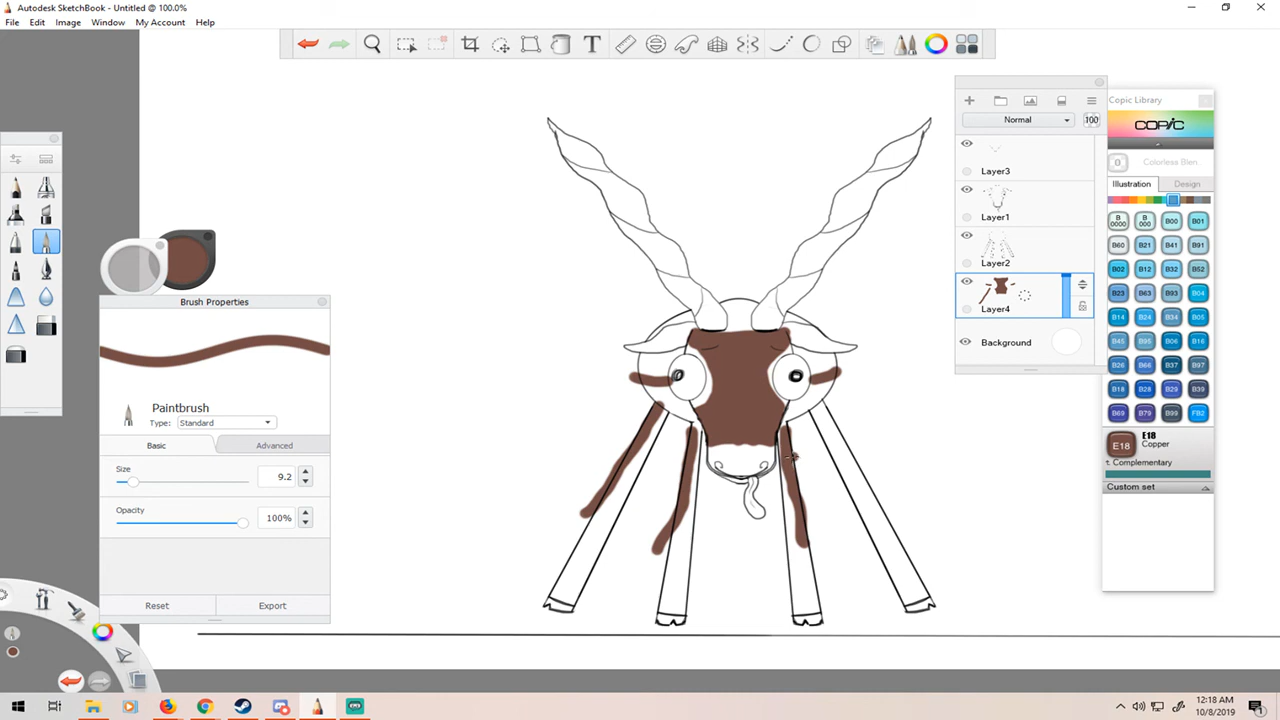 Autodesk SketchBook - Untitled @ 100.0%
File Edit Image Window My Account Help
T
Normal 100
Layer3
Layer1
Layer2
Layer4
Background
Copic Library
COPIC
0 Colorless Blen
Illustration Design
B0000 B000 B00 B01
B60 B21 B41 B91
B02 B12 B32 B52
B23 B63 B93 B04
B14 B24 B34 B05
B45 B95 B06 B16
B26 B66 B37 B97
B18 B28 B29 B39
B69 B79 B99 FB2
E18 E18
Copper
Complementary
Custom set
Brush Properties
Paintbrush
Type: Standard
Basic Advanced
Size
9.2
Opacity
100%
Reset Export
12:18 AM
10/8/2019